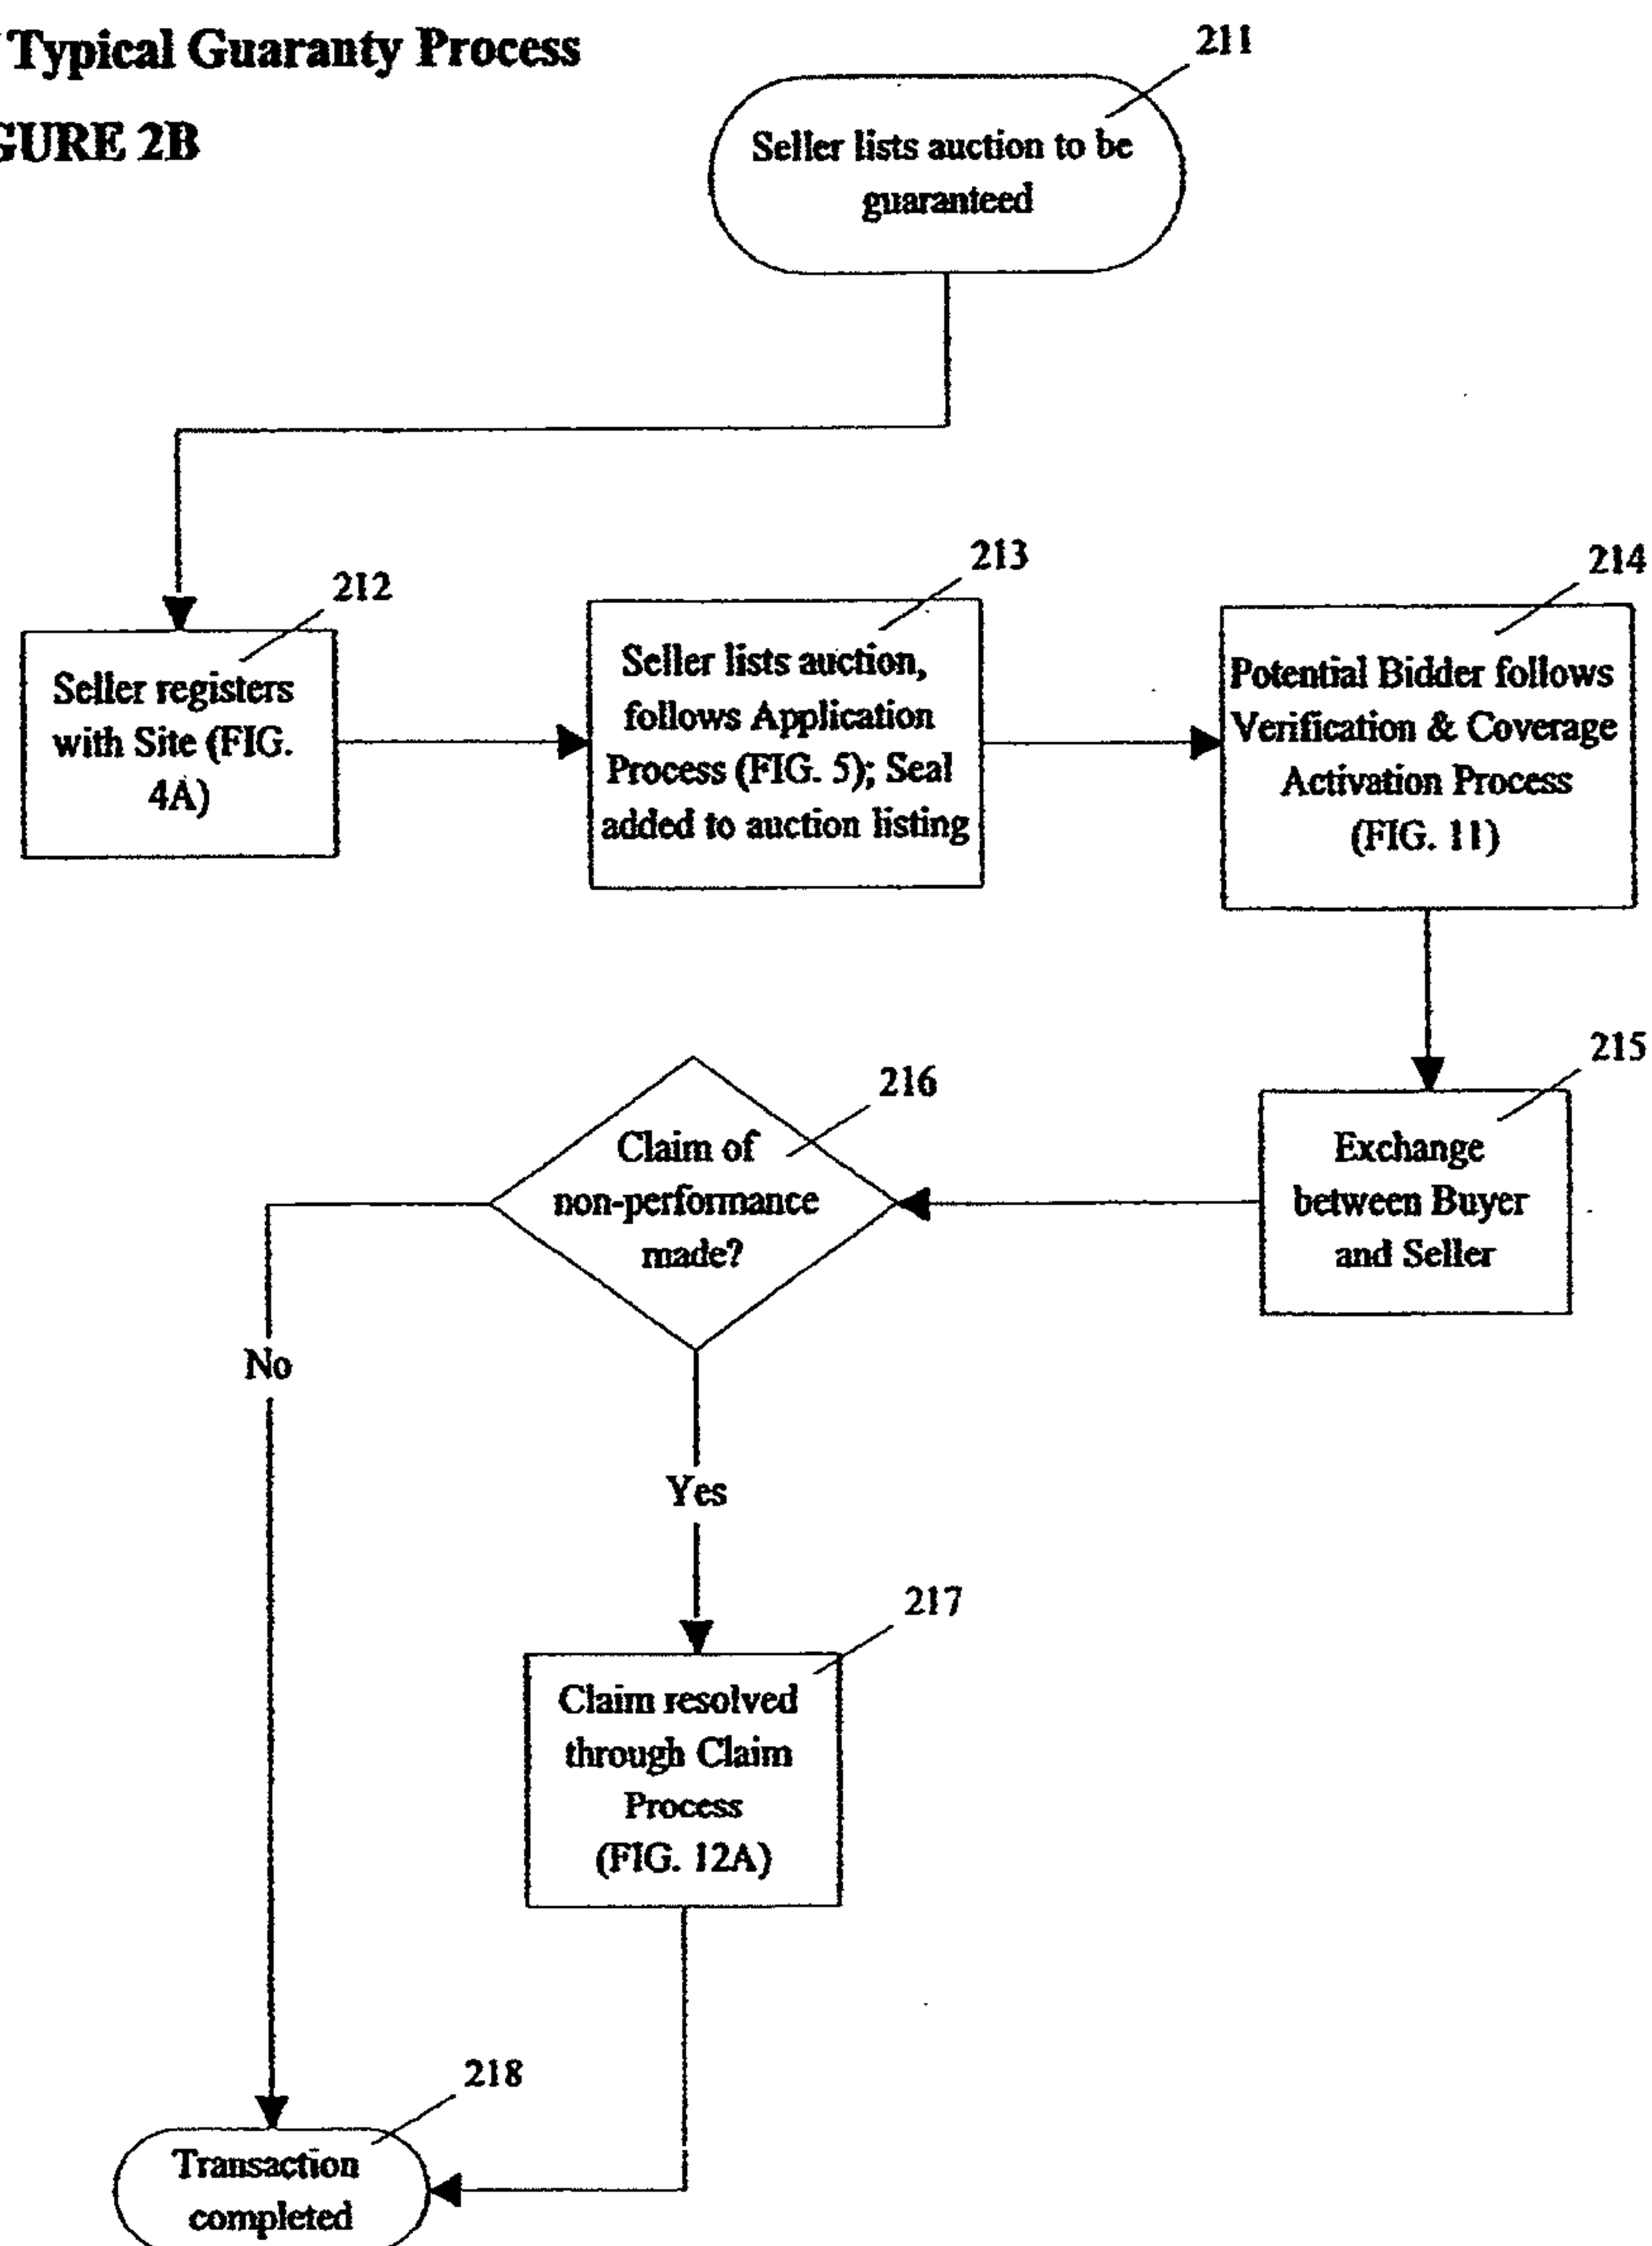 Typical Guaranty Process
GURE 2B
211
Seller lists auction to be
guaranteed
212
Seller registers
with Site (FIG.
4A)
213
Seller lists auction,
follows Application
Process (FIG. 5); Seal
added to auction listing
214
Potential Bidder follows
Verification & Coverage
Activation Process
(FIG. 11)
215
Exchange
between Buyer
and Seller
216
Claim of
non-performance
made?
No
Yes
217
Claim resolved
through Claim
Process
(FIG. 12A)
218
Transaction
completed